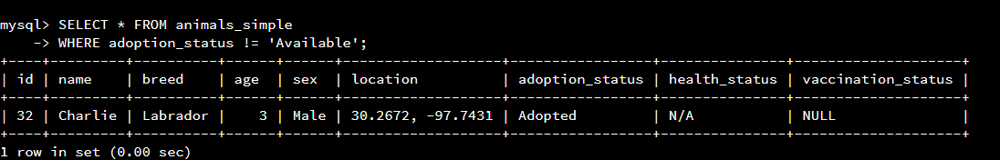 mysql> SELECT * FROM animals_simple
    -> WHERE adoption_status != 'Available';
+----+---------+----------+------+------+------------------+-----------------+---------------+--------------------+
| id | name    | breed    | age  | sex  | location         | adoption_status | health_status | vaccination_status |
+----+---------+----------+------+------+------------------+-----------------+---------------+--------------------+
| 32 | Charlie | Labrador |    3 | Male | 30.2672, -97.7431 | Adopted         | N/A           | NULL               |
+----+---------+----------+------+------+------------------+-----------------+---------------+--------------------+
1 row in set (0.00 sec)